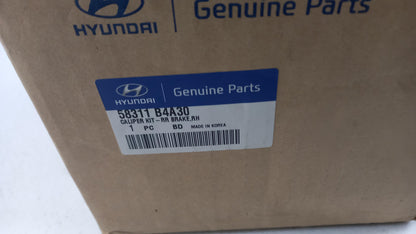 HYUNDAI Genuine Parts
HYUNDAI Genuine Parts
58311 B4A30
CALIPER KIT-RR BRAKE,RH
1 PC BD MADE IN KOREA